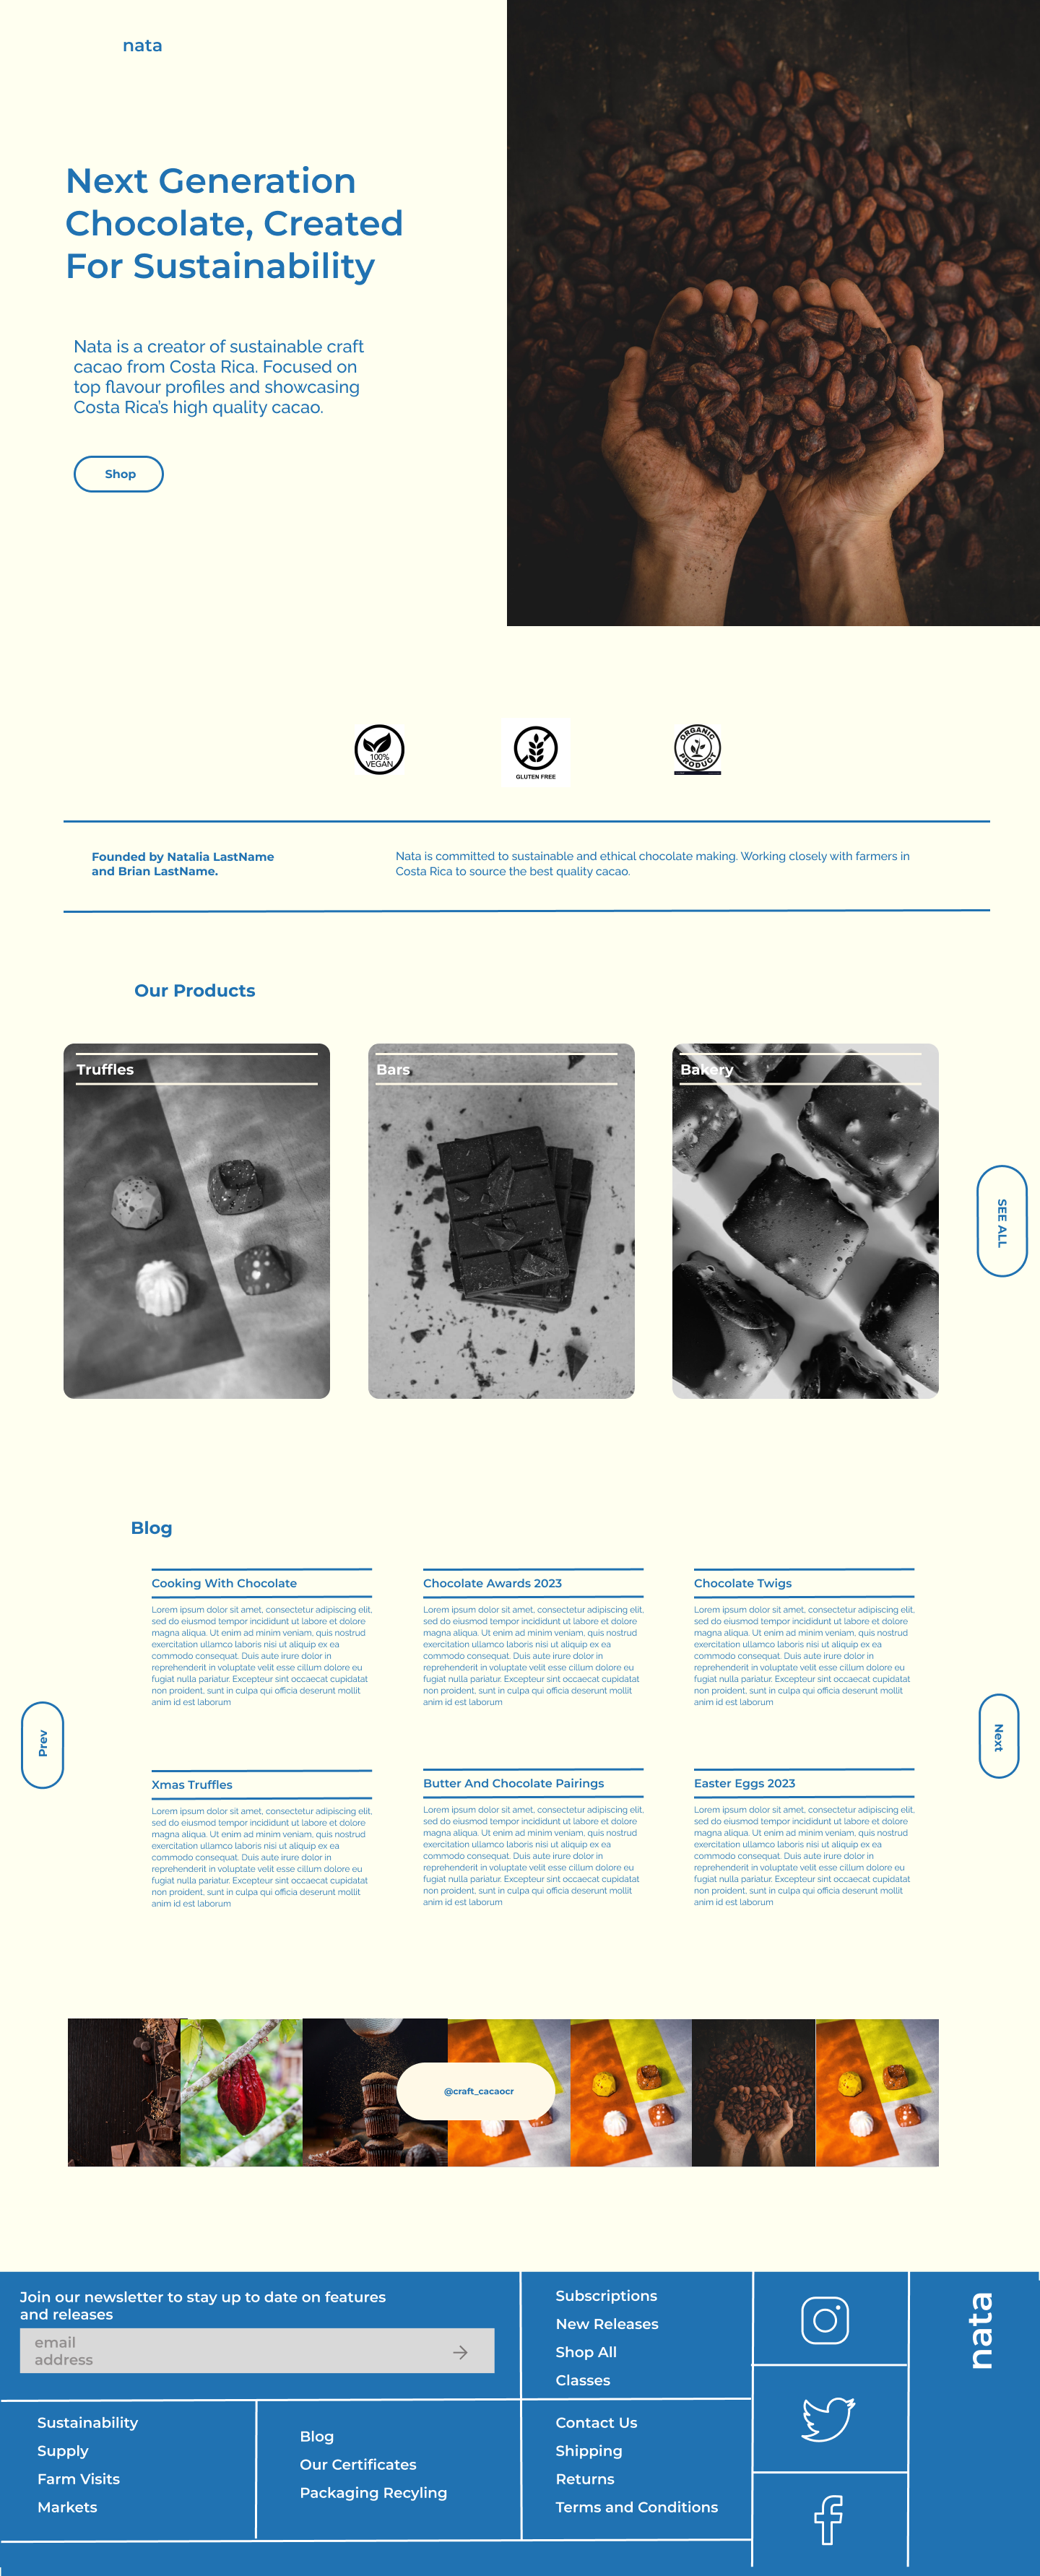 nata
Next Generation
Chocolate, Created
For Sustainability
Nata is a creator of sustainable craft
cacao from Costa Rica. Focused on
top flavour profiles and showcasing
Costa Rica's high quality cacao.
Shop
100%
VEGAN
GLUTEN FREE
ORGANIC
PRODUCT
Founded by Natalia LastName
and Brian LastName.
Nata is committed to sustainable and ethical chocolate making. Working closely with farmers in
Costa Rica to source the best quality cacao.
Our Products
Truffles
Bars
Bakery
SEE ALL
Blog
Cooking With Chocolate
Lorem ipsum dolor sit amet, consectetur adipiscing elit,
sed do eiusmod tempor incididunt ut labore et dolore
magna aliqua. Ut enim ad minim veniam, quis nostrud
exercitation ullamco laboris nisi ut aliquip ex ea
commodo consequat. Duis aute irure dolor in
reprehenderit in voluptate velit esse cillum dolore eu
fugiat nulla pariatur. Excepteur sint occaecat cupidatat
non proident, sunt in culpa qui officia deserunt mollit
anim id est laborum
Chocolate Awards 2023
Lorem ipsum dolor sit amet, consectetur adipiscing elit,
sed do eiusmod tempor incididunt ut labore et dolore
magna aliqua. Ut enim ad minim veniam, quis nostrud
exercitation ullamco laboris nisi ut aliquip ex ea
commodo consequat. Duis aute irure dolor in
reprehenderit in voluptate velit esse cillum dolore eu
fugiat nulla pariatur. Excepteur sint occaecat cupidatat
non proident, sunt in culpa qui officia deserunt mollit
anim id est laborum
Chocolate Twigs
Lorem ipsum dolor sit amet, consectetur adipiscing elit,
sed do eiusmod tempor incididunt ut labore et dolore
magna aliqua. Ut enim ad minim veniam, quis nostrud
exercitation ullamco laboris nisi ut aliquip ex ea
commodo consequat. Duis aute irure dolor in
reprehenderit in voluptate velit esse cillum dolore eu
fugiat nulla pariatur. Excepteur sint occaecat cupidatat
non proident, sunt in culpa qui officia deserunt mollit
anim id est laborum
Prev
Next
Xmas Truffles
Lorem ipsum dolor sit amet, consectetur adipiscing elit,
sed do eiusmod tempor incididunt ut labore et dolore
magna aliqua. Ut enim ad minim veniam, quis nostrud
exercitation ullamco laboris nisi ut aliquip ex ea
commodo consequat. Duis aute irure dolor in
reprehenderit in voluptate velit esse cillum dolore eu
fugiat nulla pariatur. Excepteur sint occaecat cupidatat
non proident, sunt in culpa qui officia deserunt mollit
anim id est laborum
Butter And Chocolate Pairings
Lorem ipsum dolor sit amet, consectetur adipiscing elit,
sed do eiusmod tempor incididunt ut labore et dolore
magna aliqua. Ut enim ad minim veniam, quis nostrud
exercitation ullamco laboris nisi ut aliquip ex ea
commodo consequat. Duis aute irure dolor in
reprehenderit in voluptate velit esse cillum dolore eu
fugiat nulla pariatur. Excepteur sint occaecat cupidatat
non proident, sunt in culpa qui officia deserunt mollit
anim id est laborum
Easter Eggs 2023
Lorem ipsum dolor sit amet, consectetur adipiscing elit,
sed do eiusmod tempor incididunt ut labore et dolore
magna aliqua. Ut enim ad minim veniam, quis nostrud
exercitation ullamco laboris nisi ut aliquip ex ea
commodo consequat. Duis aute irure dolor in
reprehenderit in voluptate velit esse cillum dolore eu
fugiat nulla pariatur. Excepteur sint occaecat cupidatat
non proident, sunt in culpa qui officia deserunt mollit
anim id est laborum
@craft_cacaocr
Join our newsletter to stay up to date on features
and releases
email
address
Subscriptions
New Releases
Shop All
Classes
nata
Sustainability
Supply
Farm Visits
Markets
Blog
Our Certificates
Packaging Recyling
Contact Us
Shipping
Returns
Terms and Conditions